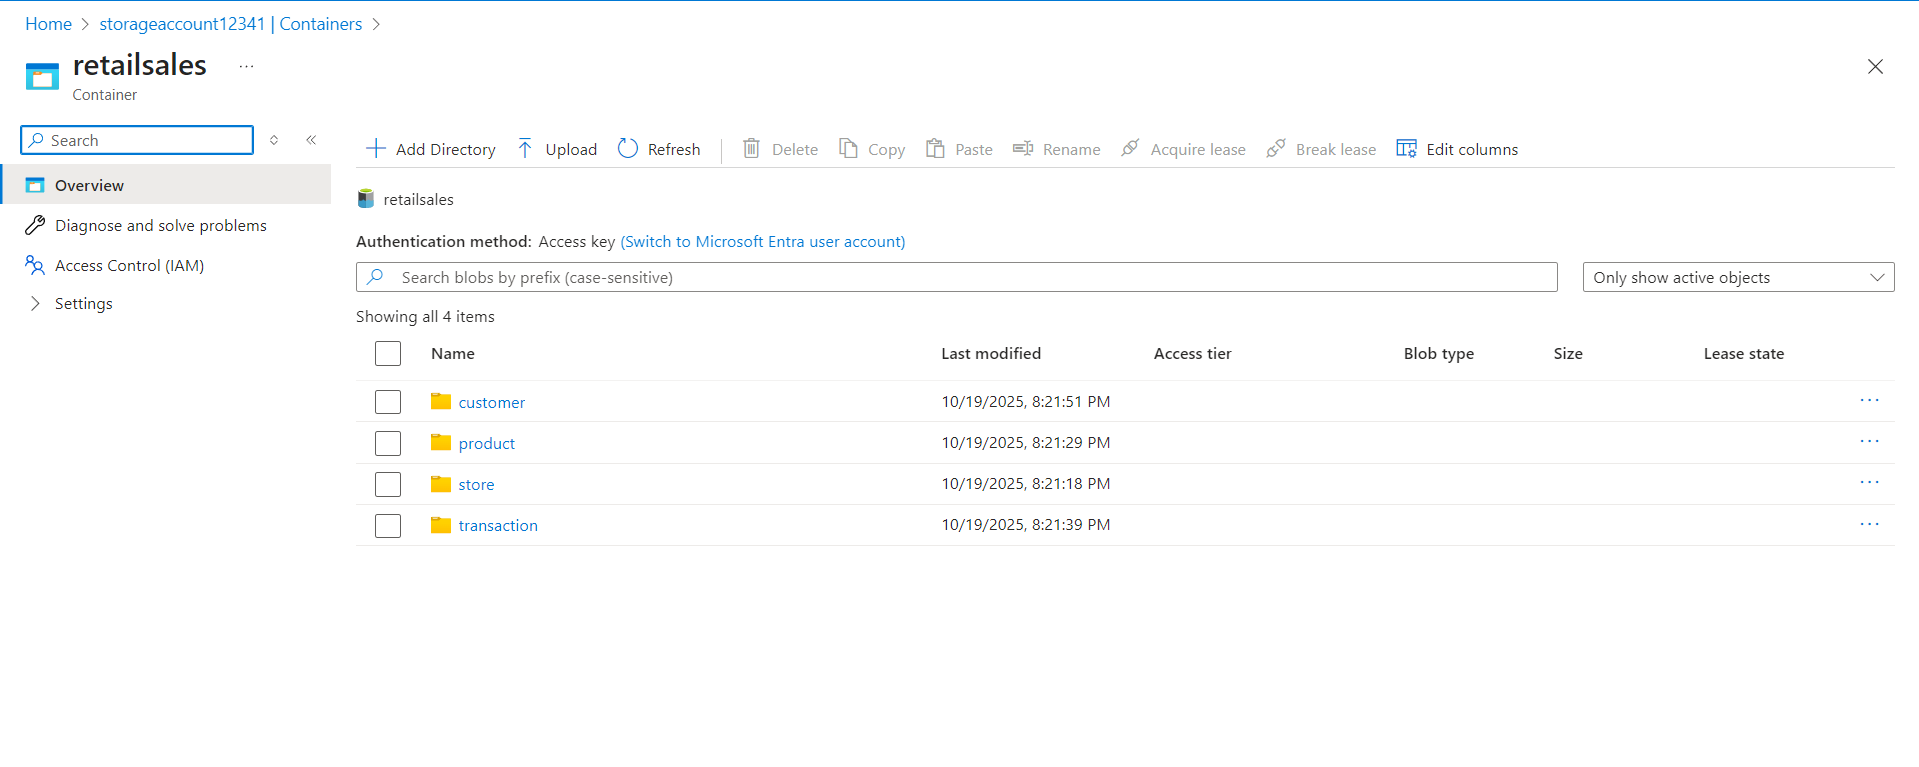 Home > storageaccount12341 | Containers >
retailsales ...
Container
Search
Overview
Diagnose and solve problems
Access Control (IAM)
Settings
Add Directory Upload Refresh Delete Copy Paste Rename Acquire lease Break lease Edit columns
retailsales
Authentication method: Access key (Switch to Microsoft Entra user account)
Search blobs by prefix (case-sensitive) Only show active objects
Showing all 4 items
Name Last modified Access tier Blob type Size Lease state
customer 10/19/2025, 8:21:51 PM ...
product 10/19/2025, 8:21:29 PM ...
store 10/19/2025, 8:21:18 PM ...
transaction 10/19/2025, 8:21:39 PM ...